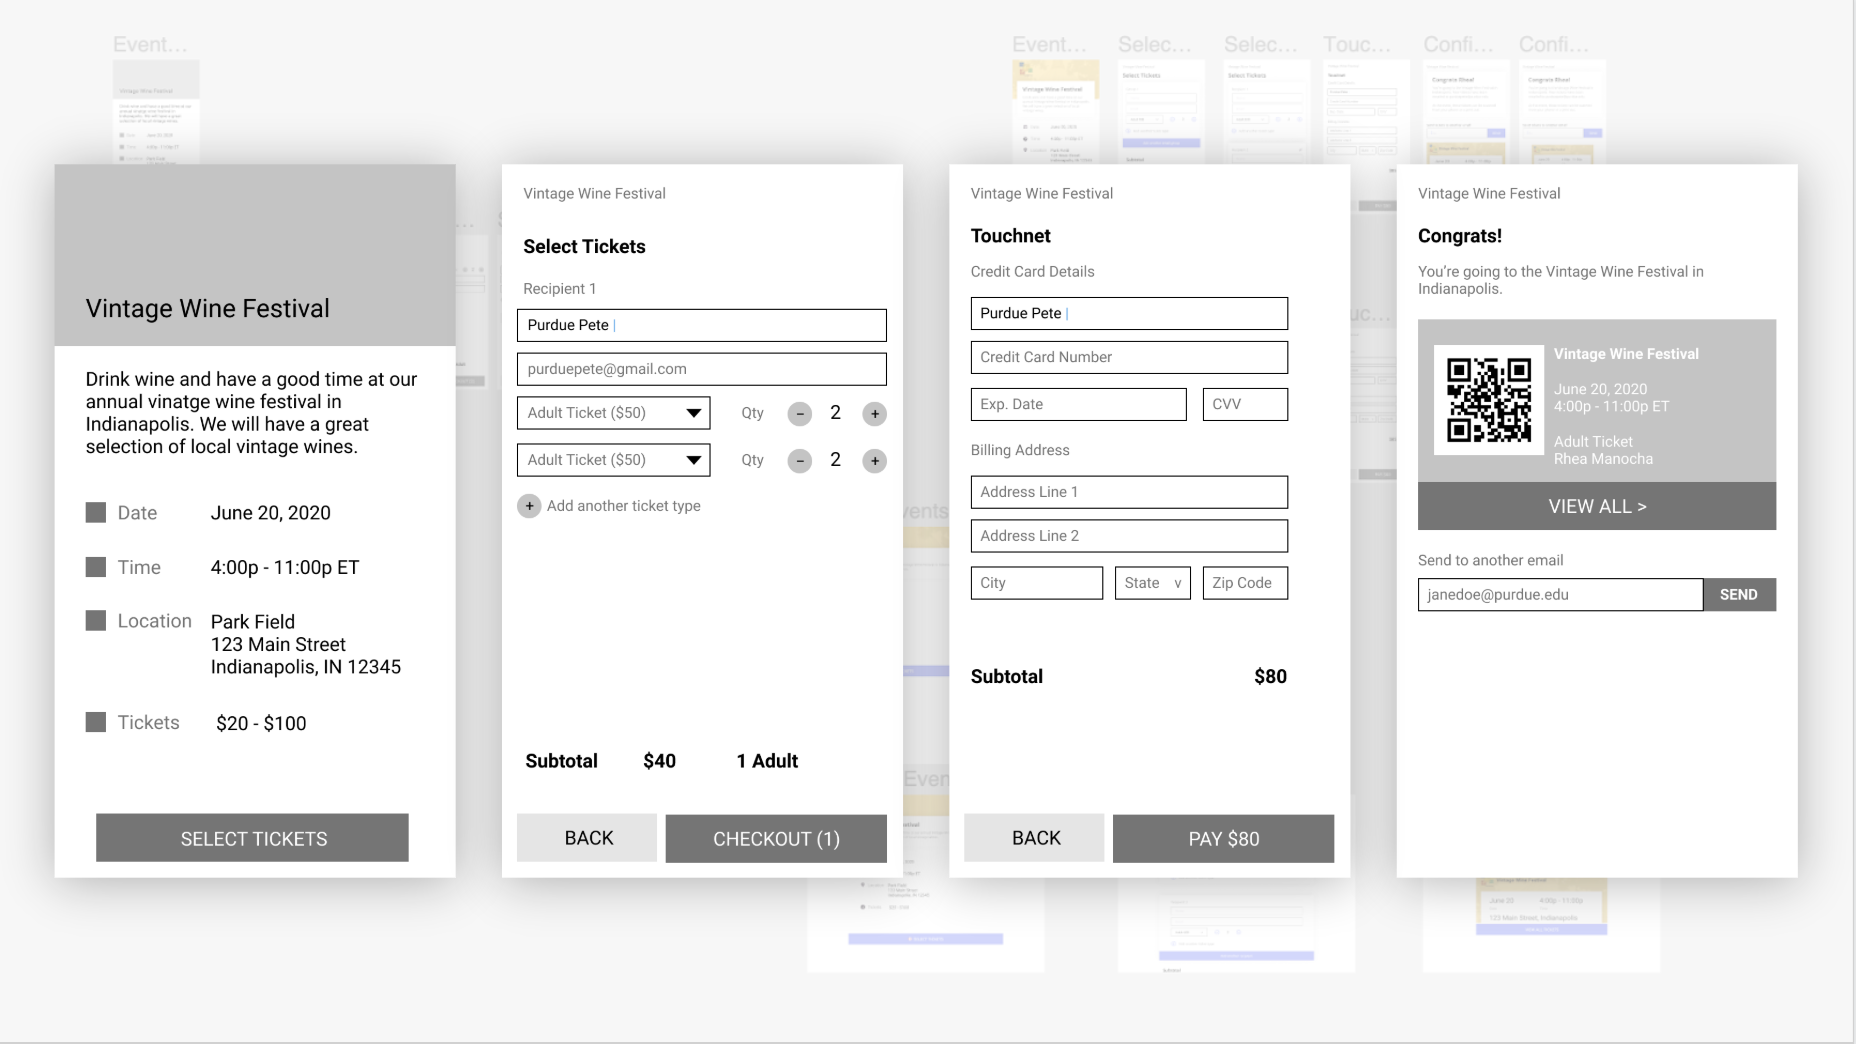 Event...
Event...
Selec...
Selec...
Touc...
Confi...
Confi...
Vintage Wine Festival
Drink wine and have a good time at our
annual vinatge wine festival in
Indianapolis. We will have a great
selection of local vintage wines.
Date June 20, 2020
Time 4:00p - 11:00p ET
Location Park Field
123 Main Street
Indianapolis, IN 12345
Tickets $20 - $100
SELECT TICKETS
Vintage Wine Festival
Select Tickets
Recipient 1
Purdue Pete
purduepete@gmail.com
Adult Ticket ($50) Qty − 2 +
Adult Ticket ($50) Qty − 2 +
+ Add another ticket type
Subtotal $40 1 Adult
BACK CHECKOUT (1)
Vintage Wine Festival
Touchnet
Credit Card Details
Purdue Pete
Credit Card Number
Exp. Date CVV
Billing Address
Address Line 1
Address Line 2
City State v Zip Code
Subtotal $80
BACK PAY $80
Vintage Wine Festival
Congrats!
You’re going to the Vintage Wine Festival in
Indianapolis.
Vintage Wine Festival
June 20, 2020
4:00p - 11:00p ET
Adult Ticket
Rhea Manocha
VIEW ALL >
Send to another email
janedoe@purdue.edu SEND